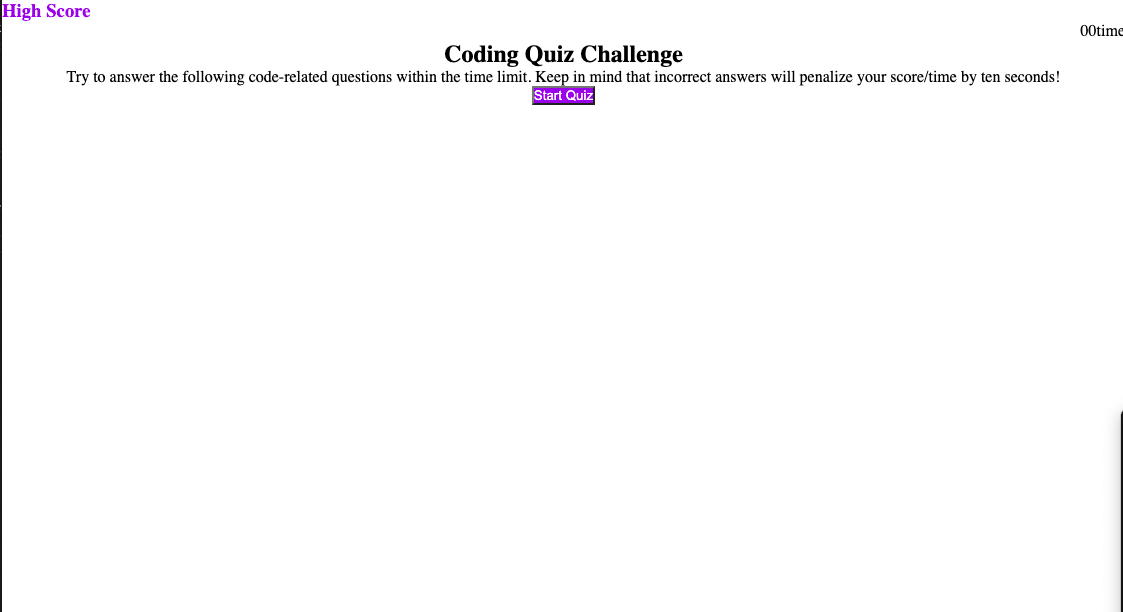 High Score
00time
Coding Quiz Challenge
Try to answer the following code-related questions within the time limit. Keep in mind that incorrect answers will penalize your score/time by ten seconds!
Start Quiz